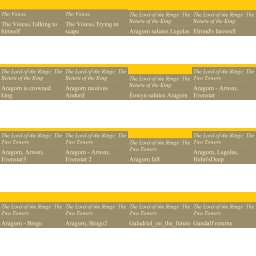 The Voices
The Voices
The Lord of the Rings: The
Return of the King
The Lord of the Rings: The
Return of the King
The Voices Talking to
himself
The Voices Trying to
scape
Aragorn salutes Legolas
Elrond's farewell
The Lord of the Rings: The
Return of the King
The Lord of the Rings: The
Return of the King
The Lord of the Rings: The
Return of the King
The Lord of the Rings: The
Two Towers
Aragorn is crowned
king
Aragorn receives
Anduril
Eowyn salutes Aragorn
Aragorn - Arwen,
Evenstar
The Lord of the Rings: The
Two Towers
The Lord of the Rings: The
Two Towers
The Lord of the Rings: The
Two Towers
The Lord of the Rings: The
Two Towers
Aragorn, Arwen,
Evenstar3
Aragorn - Arwen,
Evenstar 2
Aragorn fall
Aragorn, Legolas,
Helm'sDeep
The Lord of the Rings: The
Two Towers
The Lord of the Rings: The
Two Towers
The Lord of the Rings: The
Two Towers
The Lord of the Rings: The
Two Towers
Aragorn - Brego
Aragorn, Brego2
Galadriel_on_the_future
Gandalf returns